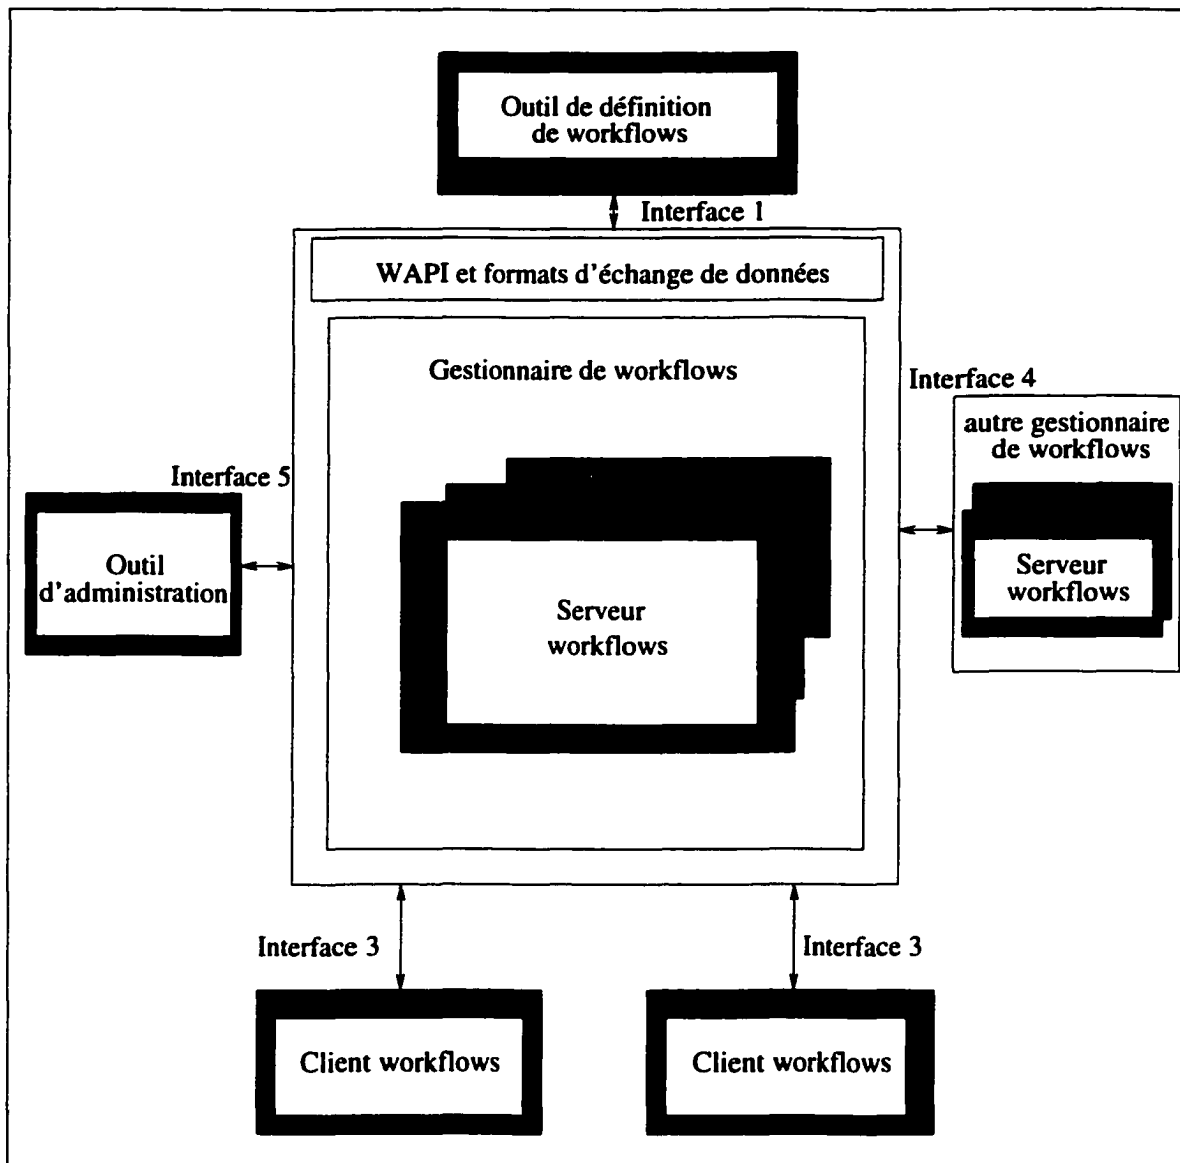 Outil de définition
de workflows
Interface 1
WAPI et formats d'échange de données
Gestionnaire de workflows
Interface 4
autre gestionnaire
de workflows
Interface 5
Outil
d'administration
Serveur
workflows
Serveur
workflows
Interface 3
Interface 3
Client workflows
Client workflows